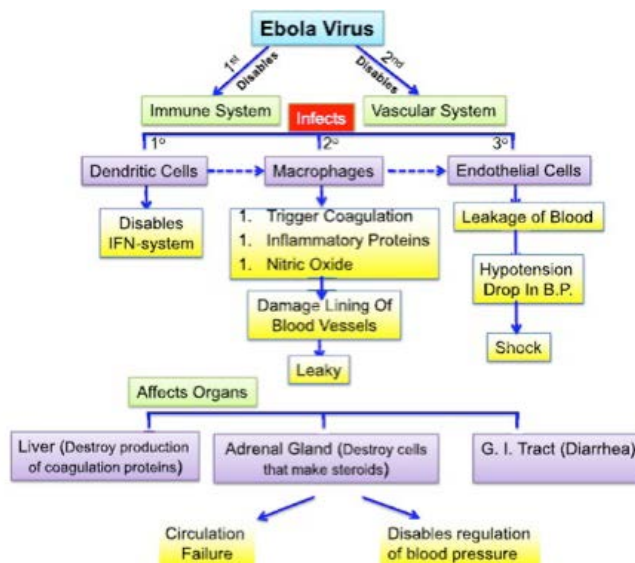 Ebola Virus
1st
Disables
2nd
Disables
Immune System
Vascular System
Infects
1º
2º
3º
Dendritic Cells
Macrophages
Endothelial Cells
Disables
IFN-system
1. Trigger Coagulation
1. Inflammatory Proteins
1. Nitric Oxide
Leakage of Blood
Hypotension
Drop In B.P.
Damage Lining Of
Blood Vessels
Shock
Leaky
Affects Organs
Liver (Destroy production
of coagulation proteins)
Adrenal Gland (Destroy cells
that make steroids)
G. I. Tract (Diarrhea)
Circulation
Failure
Disables regulation
of blood pressure